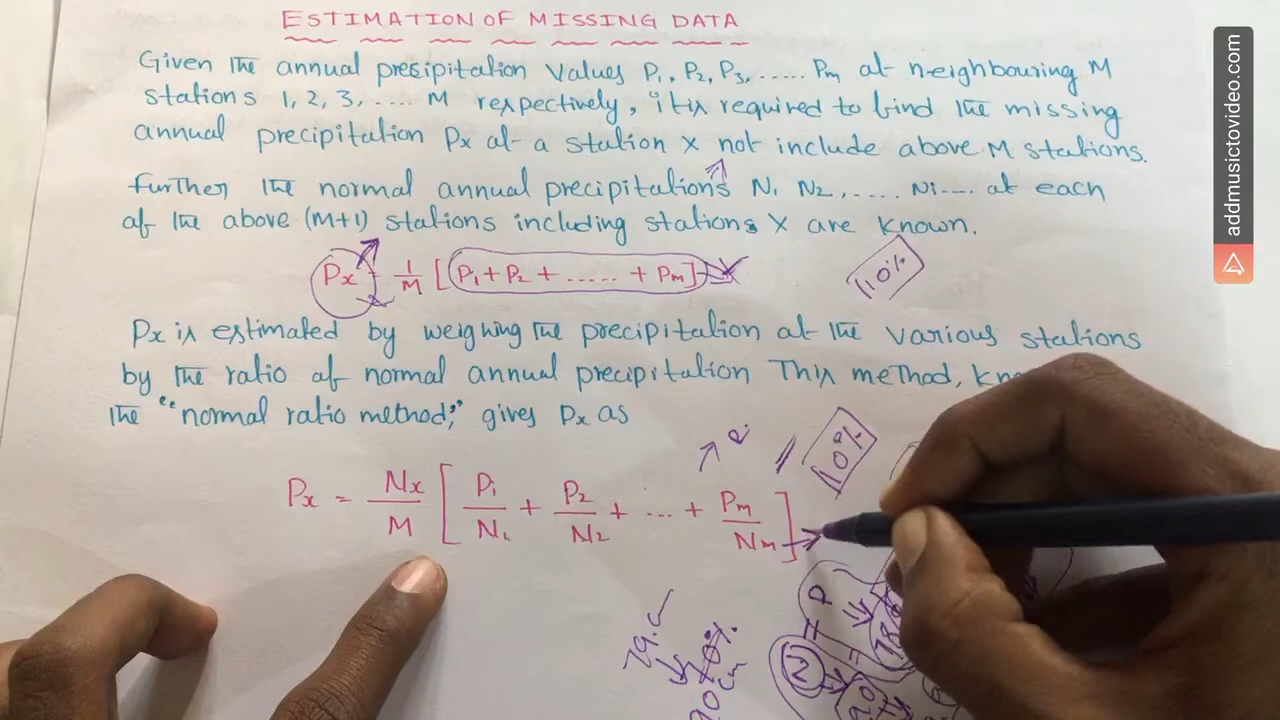 ESTIMATION OF MISSING DATA
Given the annual precipitation values P1, P2, P3, ...... Pm at neighbouring M
stations 1, 2, 3, .... M respectively, it is required to find the missing
annual precipitation Px at a station X not include above M stations.
Further, the normal annual precipitations N1 N2, .... Ni.... at each
of the above (M+1) stations including stations X are known.
Px = 1/M [P1 + P2 + ...... + Pm]
10%
Px is estimated by weighing the precipitation at the various stations
by the ratio of normal annual precipitation This method,
the "normal ratio method;" gives Px as
10%
Px = Nx/M [P1/N1 + P2/N2 + ... + Pm/Nm]
P
N
addmusictovideo.com